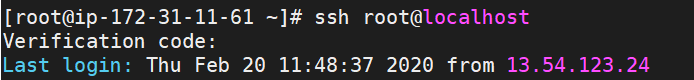 [root@ip-172-31-11-61 ~]# ssh root@localhost
Verification code:
Last login: Thu Feb 20 11:48:37 2020 from 13.54.123.24